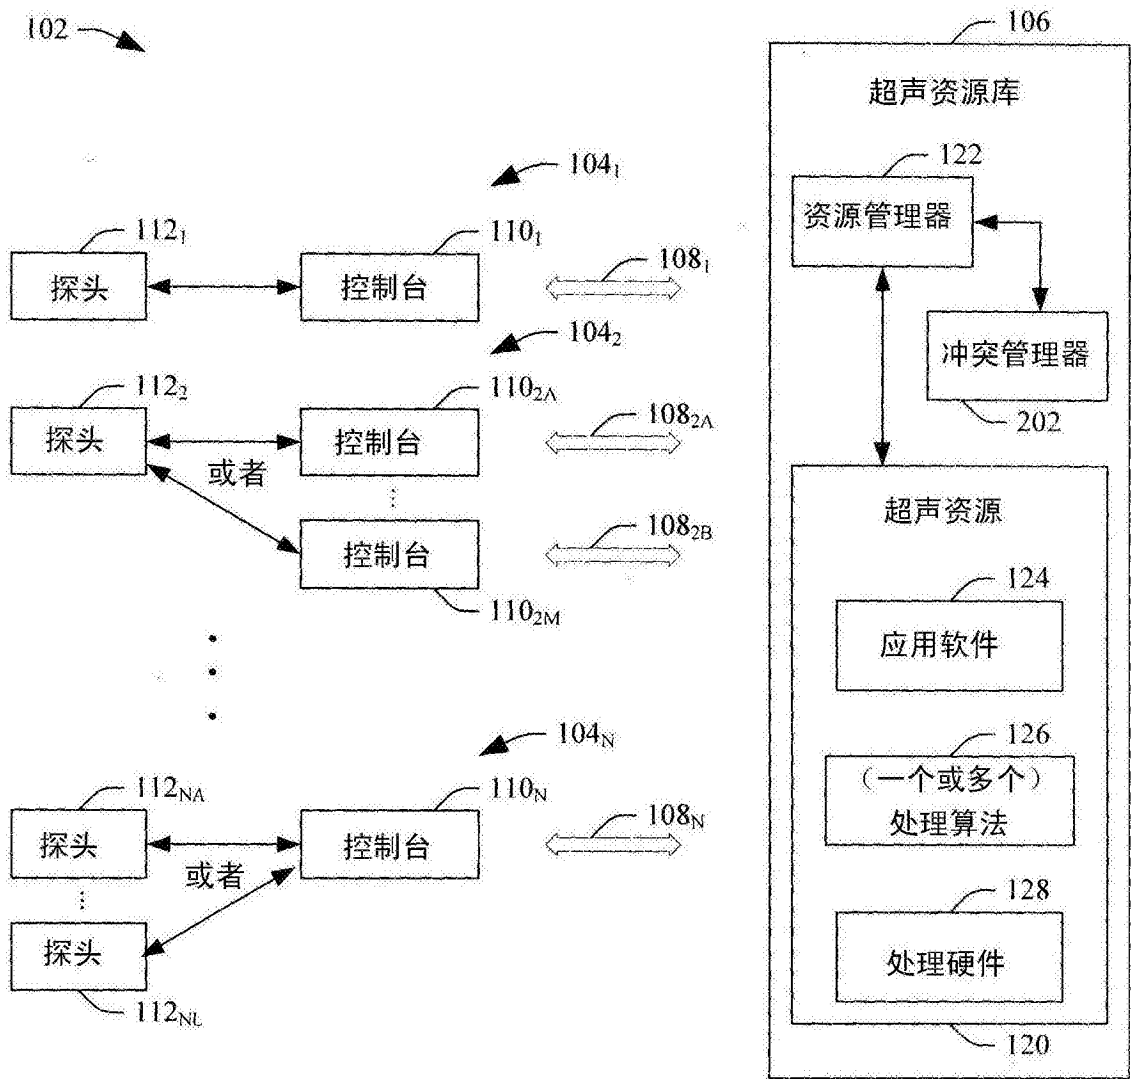 102
106
超声资源库
104₁
122
资源管理器
112₁
110₁
108₁
探头
控制台
冲突管理器
202
104₂
112₂
110₂A
108₂A
探头
控制台
或者
超声资源
控制台
108₂B
110₂M
124
应用软件
104N
126
(一个或多个)
处理算法
112NA
110N
108N
探头
控制台
或者
128
处理硬件
探头
112NL
120